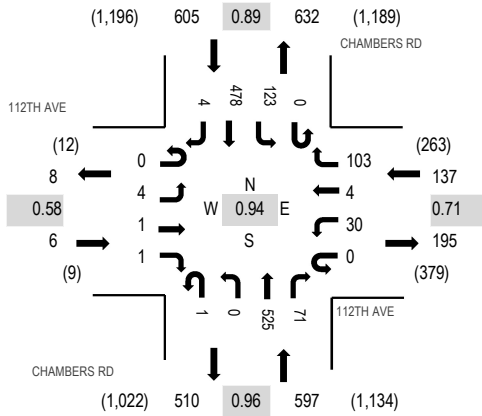 (1,196) 605 0.89 632 (1,189)
CHAMBERS RD
4 478 123 0
112TH AVE
(12) 0 103 (263)
8 137
4 N 4
0.58 W 0.94 E 0.71
1 S 30
6 195
1 0
(9) (379)
1 0 525 71
112TH AVE
CHAMBERS RD
(1,022) 510 0.96 597 (1,134)